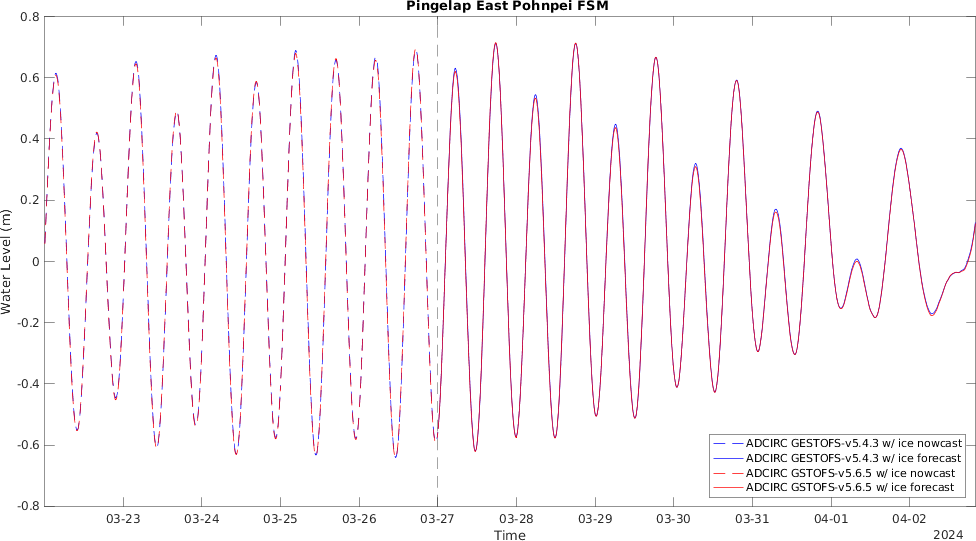 Pingelap East Pohnpei FSM
0.8
0.6
0.4
0.2
0
-0.2
-0.4
-0.6
-0.8
Water Level (m)
03-23 03-24 03-25 03-26 03-27 03-28 03-29 03-30 03-31 04-01 04-02
Time
2024
ADCIRC GESTOFS-v5.4.3 w/ ice nowcast
ADCIRC GESTOFS-v5.4.3 w/ ice forecast
ADCIRC GSTOFS-v5.6.5 w/ ice nowcast
ADCIRC GSTOFS-v5.6.5 w/ ice forecast